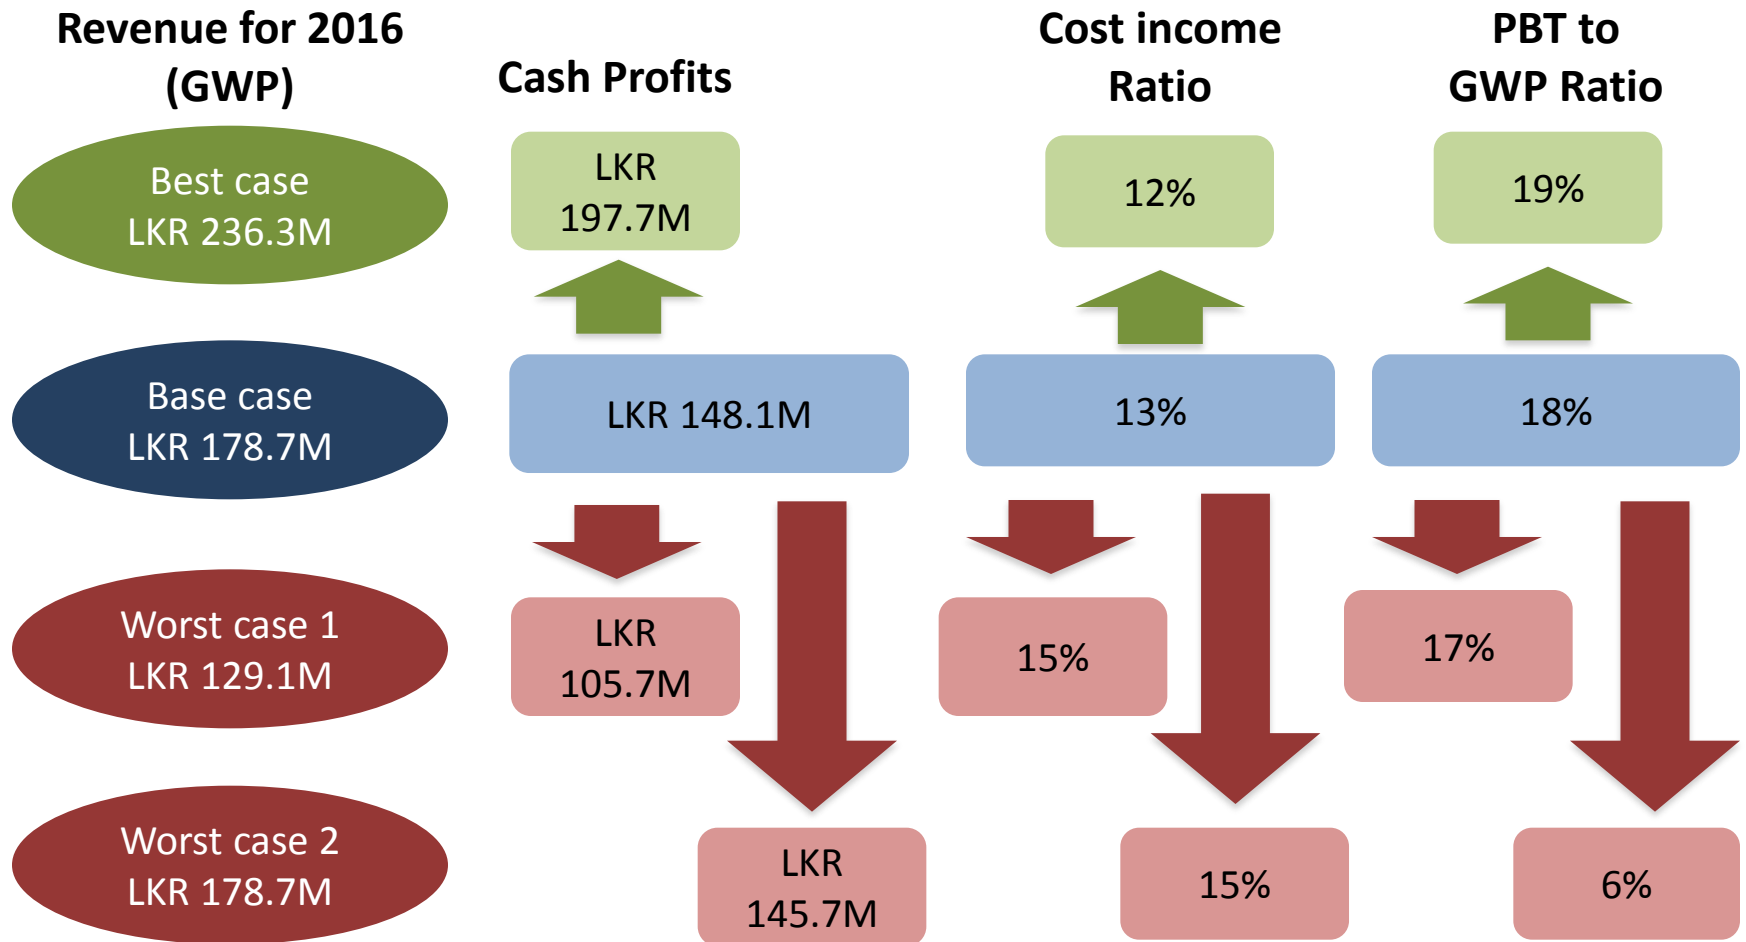 Revenue for 2016
(GWP)
Cash Profits
Cost income
Ratio
PBT to
GWP Ratio
Best case
LKR 236.3M
LKR
197.7M
12%
19%
Base case
LKR 178.7M
LKR 148.1M
13%
18%
Worst case 1
LKR 129.1M
LKR
105.7M
15%
17%
Worst case 2
LKR 178.7M
LKR
145.7M
15%
6%